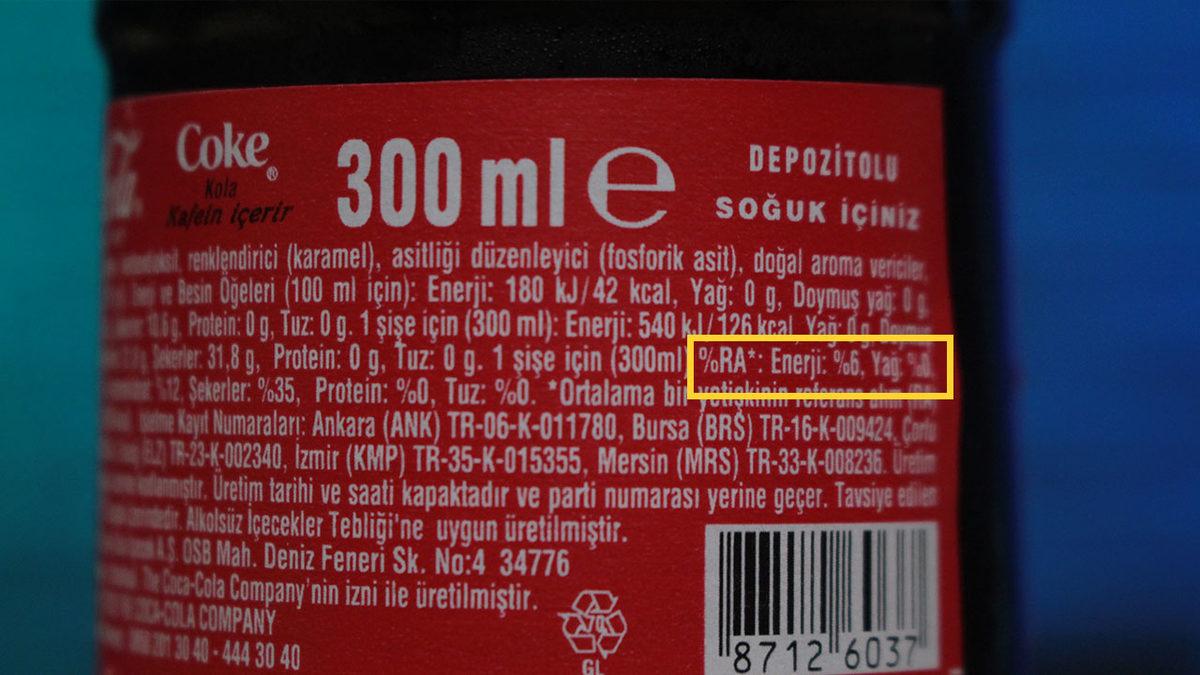 Coke®
Kola
Kafein içerir
300 ml e
DEPOZİTOLU
SOĞUK İÇİNİZ
renklendirici (karamel), asitliği düzenleyici (fosforik asit), doğal aroma vericiler.
ve Besin Öğeleri (100 ml için): Enerji: 180 kJ/42 kcal, Yağ: 0 g, Doymuş yağ: 0 g,
10,6 g, Protein: 0 g, Tuz: 0 g. 1 şişe için (300 ml): Enerji: 540 kJ/126 kcal, Yağ: 0 g, Doymuş
Şekerler: 31,8 g, Protein: 0 g, Tuz: 0 g. 1 şişe için (300ml) %RA*: Enerji: %6, Yağ: %0,
%12, Şekerler: %35, Protein: %0, Tuz: %0. *Ortalama bir yetişkinin referans alım (RA)
İşletme Kayıt Numaraları: Ankara (ANK) TR-06-K-011780, Bursa (BRS) TR-16-K-009424, Çorlu
(ELZ) TR-23-K-002340, İzmir (KMP) TR-35-K-015355, Mersin (MRS) TR-33-K-008236. Üretim
kullanılmıştır. Üretim tarihi ve saati kapaktadır ve parti numarası yerine geçer. Tavsiye edilen
Alkolsüz İçecekler Tebliği'ne uygun üretilmiştir.
A.Ş. OSB Mah. Deniz Feneri Sk. No:4 34776
The Coca-Cola Company'nin izni ile üretilmiştir.
COCA-COLA COMPANY
201 30 40 - 444 30 40
70
GL
8712 6037